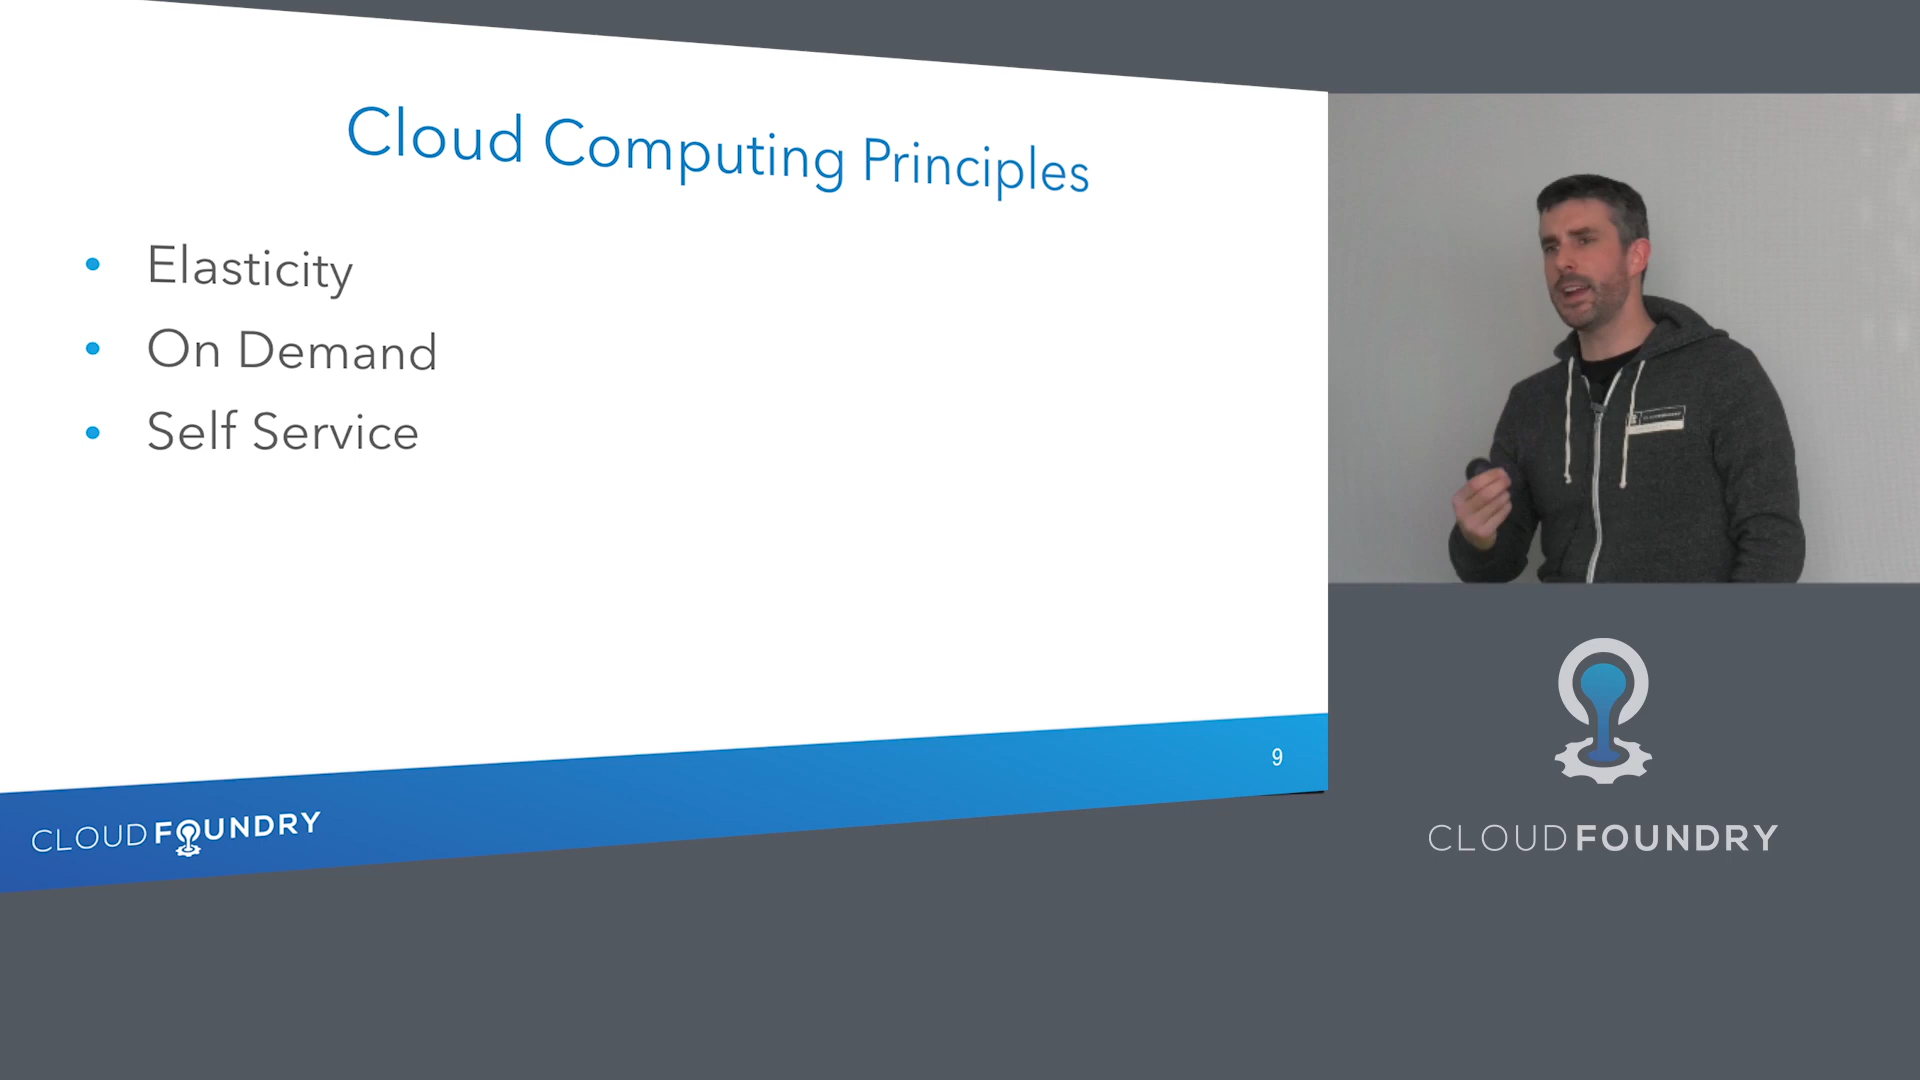 Cloud Computing Principles
• Elasticity
• On Demand
• Self Service
9
CLOUD FOUNDRY
CLOUD FOUNDRY